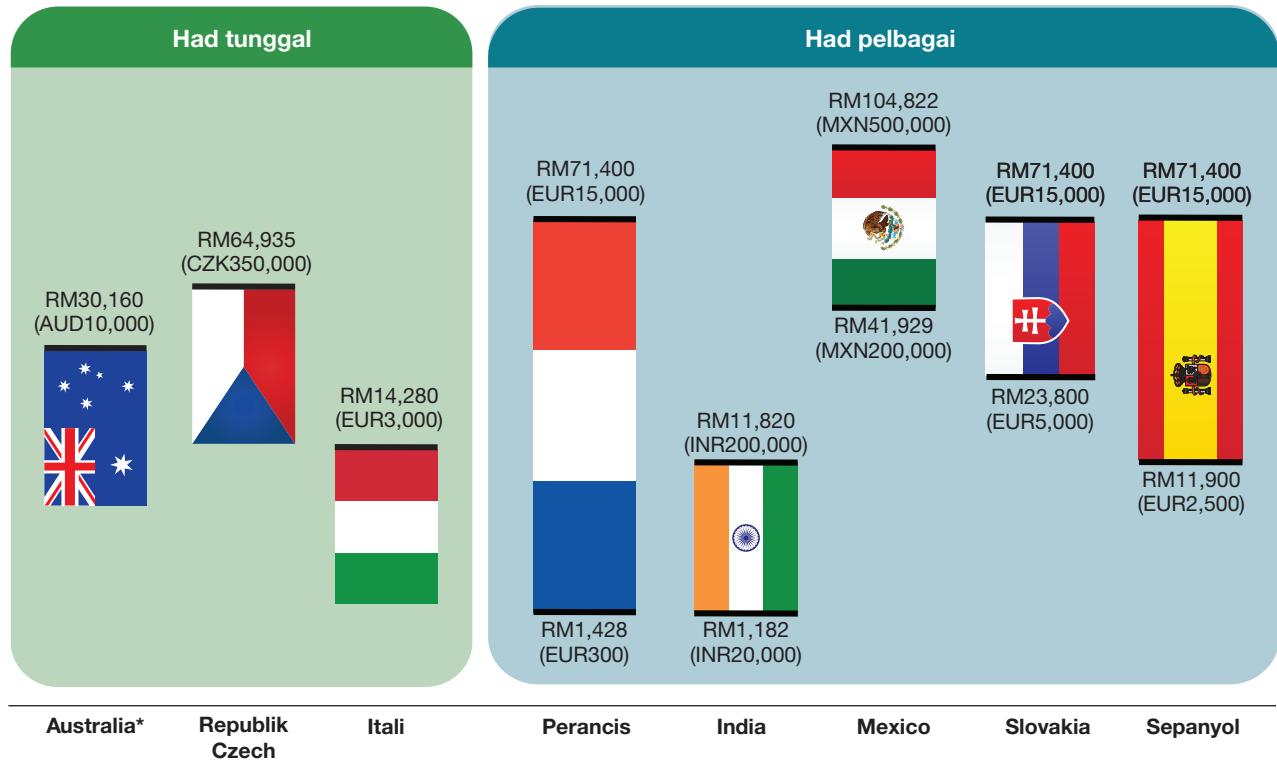 Had tunggal
RM30,160
(AUD10,000)
RM64,935
(CZK350,000)
RM14,280
(EUR3,000)
Had pelbagai
RM71,400
(EUR15,000)
RM1,428
(EUR300)
RM11,820
(INR200,000)
RM1,182
(INR20,000)
RM104,822
(MXN500,000)
RM41,929
(MXN200,000)
RM71,400
(EUR15,000)
RM23,800
(EUR5,000)
RM71,400
(EUR15,000)
RM11,900
(EUR2,500)
Australia*
Republik
Czech
Itali
Perancis
India
Mexico
Slovakia
Sepanyol